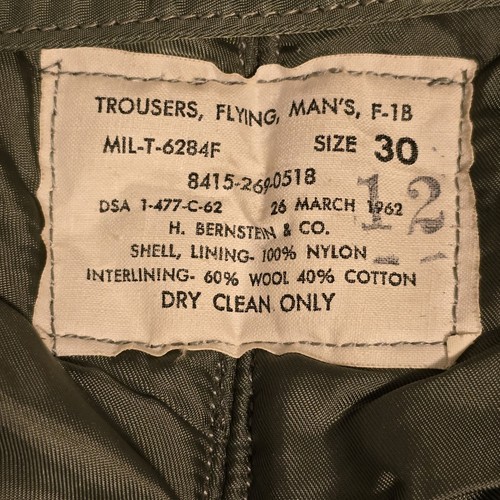 TROUSERS, FLYING, MAN'S, F-1B
MIL-T-6284F SIZE 30
8415-269-0518
12
DSA 1-477-C-62 26 MARCH 1962
H. BERNSTEIN & CO.
SHELL, LINING- 100% NYLON
INTERLINING- 60% WOOL 40% COTTON
DRY CLEAN ONLY